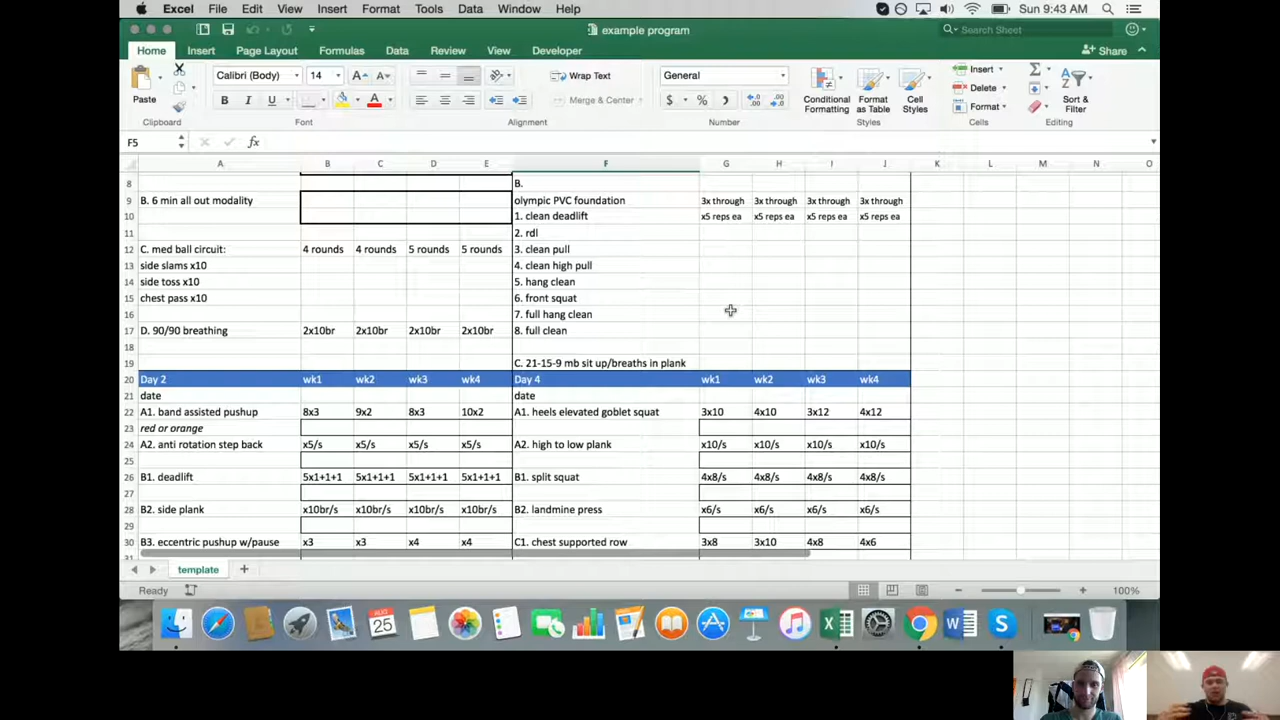 Excel File Edit View Insert Format Tools Data Window Help Sun 9:43 AM
example program
Search Sheet
Home Insert Page Layout Formulas Data Review View Developer
Share
Paste
Calibri (Body) 14
Wrap Text
General
Conditional Formatting
Format as Table
Cell Styles
Insert
Delete
Format
Sort & Filter
B I U
Merge & Center
$ %
Clipboard Font Alignment Number Styles Cells Editing
F5 fx
A B C D E F G H I J K L M N O
8 B.
9 B. 6 min all out modality olympic PVC foundation 3x through 3x through 3x through 3x through
10 1. clean deadlift x5 reps ea x5 reps ea x5 reps ea x5 reps ea
11 2. rdl
12 C. med ball circuit: 4 rounds 4 rounds 5 rounds 5 rounds 3. clean pull
13 side slams x10 4. clean high pull
14 side toss x10 5. hang clean
15 chest pass x10 6. front squat
16 7. full hang clean
17 D. 90/90 breathing 2x10br 2x10br 2x10br 2x10br 8. full clean
18
19 C. 21-15-9 mb sit up/breaths in plank
20 Day 2 wk1 wk2 wk3 wk4 Day 4 wk1 wk2 wk3 wk4
21 date date
22 A1. band assisted pushup 8x3 9x2 8x3 10x2 A1. heels elevated goblet squat 3x10 4x10 3x12 4x12
23 red or orange
24 A2. anti rotation step back x5/s x5/s x5/s x5/s A2. high to low plank x10/s x10/s x10/s x10/s
25
26 B1. deadlift 5x1+1+1 5x1+1+1 5x1+1+1 5x1+1+1 B1. split squat 4x8/s 4x8/s 4x8/s 4x8/s
27
28 B2. side plank x10br/s x10br/s x10br/s x10br/s B2. landmine press x6/s x6/s x6/s x6/s
29
30 B3. eccentric pushup w/pause x3 x3 x4 x4 C1. chest supported row 3x8 3x10 4x8 4x6
31
template
Ready 100%
AUG
25